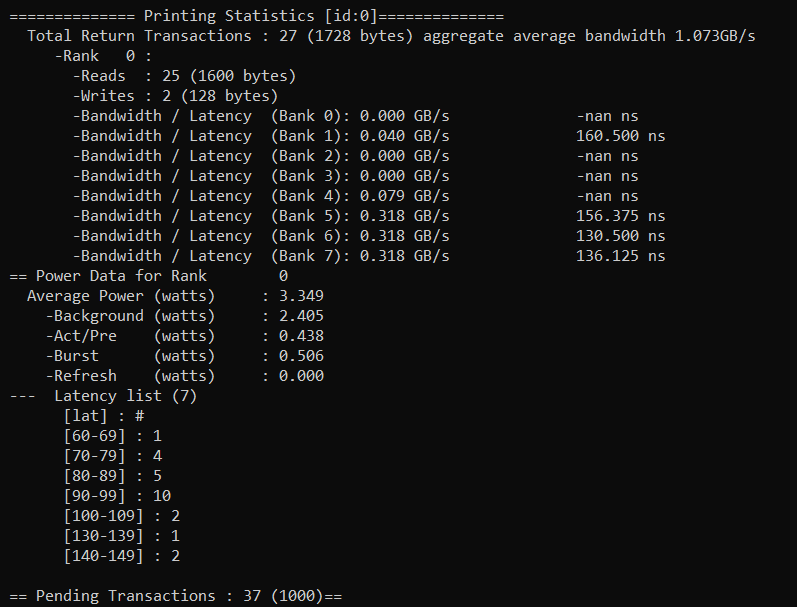 ============== Printing Statistics [id:0]==============
Total Return Transactions : 27 (1728 bytes) aggregate average bandwidth 1.073GB/s
-Rank   0 :
-Reads  : 25 (1600 bytes)
-Writes : 2 (128 bytes)
-Bandwidth / Latency  (Bank 0): 0.000 GB/s              -nan ns
-Bandwidth / Latency  (Bank 1): 0.040 GB/s              160.500 ns
-Bandwidth / Latency  (Bank 2): 0.000 GB/s              -nan ns
-Bandwidth / Latency  (Bank 3): 0.000 GB/s              -nan ns
-Bandwidth / Latency  (Bank 4): 0.079 GB/s              -nan ns
-Bandwidth / Latency  (Bank 5): 0.318 GB/s              156.375 ns
-Bandwidth / Latency  (Bank 6): 0.318 GB/s              130.500 ns
-Bandwidth / Latency  (Bank 7): 0.318 GB/s              136.125 ns
== Power Data for Rank        0
Average Power (watts)     : 3.349
-Background (watts)     : 2.405
-Act/Pre    (watts)     : 0.438
-Burst      (watts)     : 0.506
-Refresh    (watts)     : 0.000
---  Latency list (7)
[lat] : #
[60-69] : 1
[70-79] : 4
[80-89] : 5
[90-99] : 10
[100-109] : 2
[130-139] : 1
[140-149] : 2
== Pending Transactions : 37 (1000)==